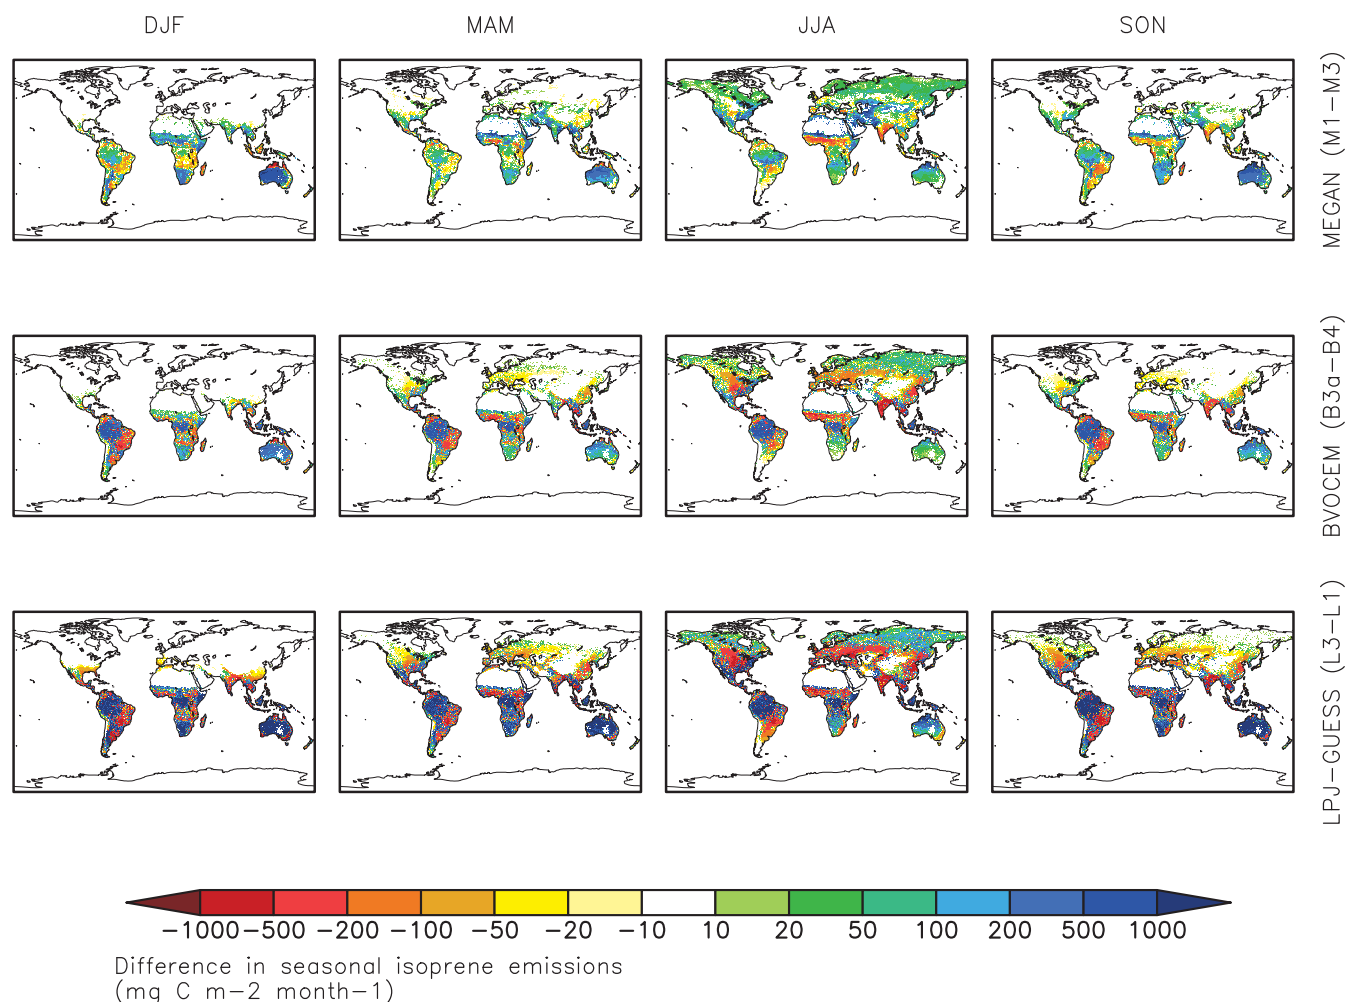 DJF MAM JJA SON
MEGAN (M1-M3)
BVOCEM (B3a-B4)
LPJ-GUESS (L3-L1)
-1000 -500 -200 -100 -50 -20 -10 10 20 50 100 200 500 1000
Difference in seasonal isoprene emissions
(mg C m-2 month-1)